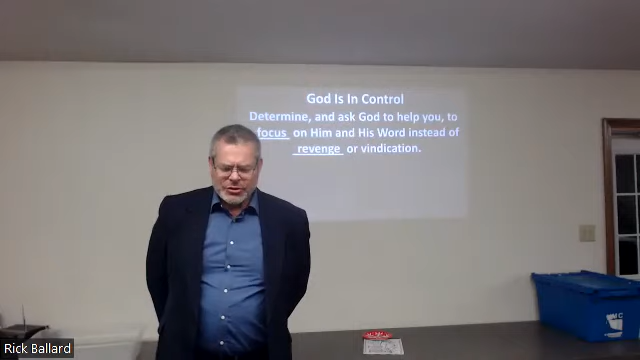 God Is In Control
Determine, and ask God to help you, to
focus on Him and His Word instead of
revenge or vindication.
Rick Ballard